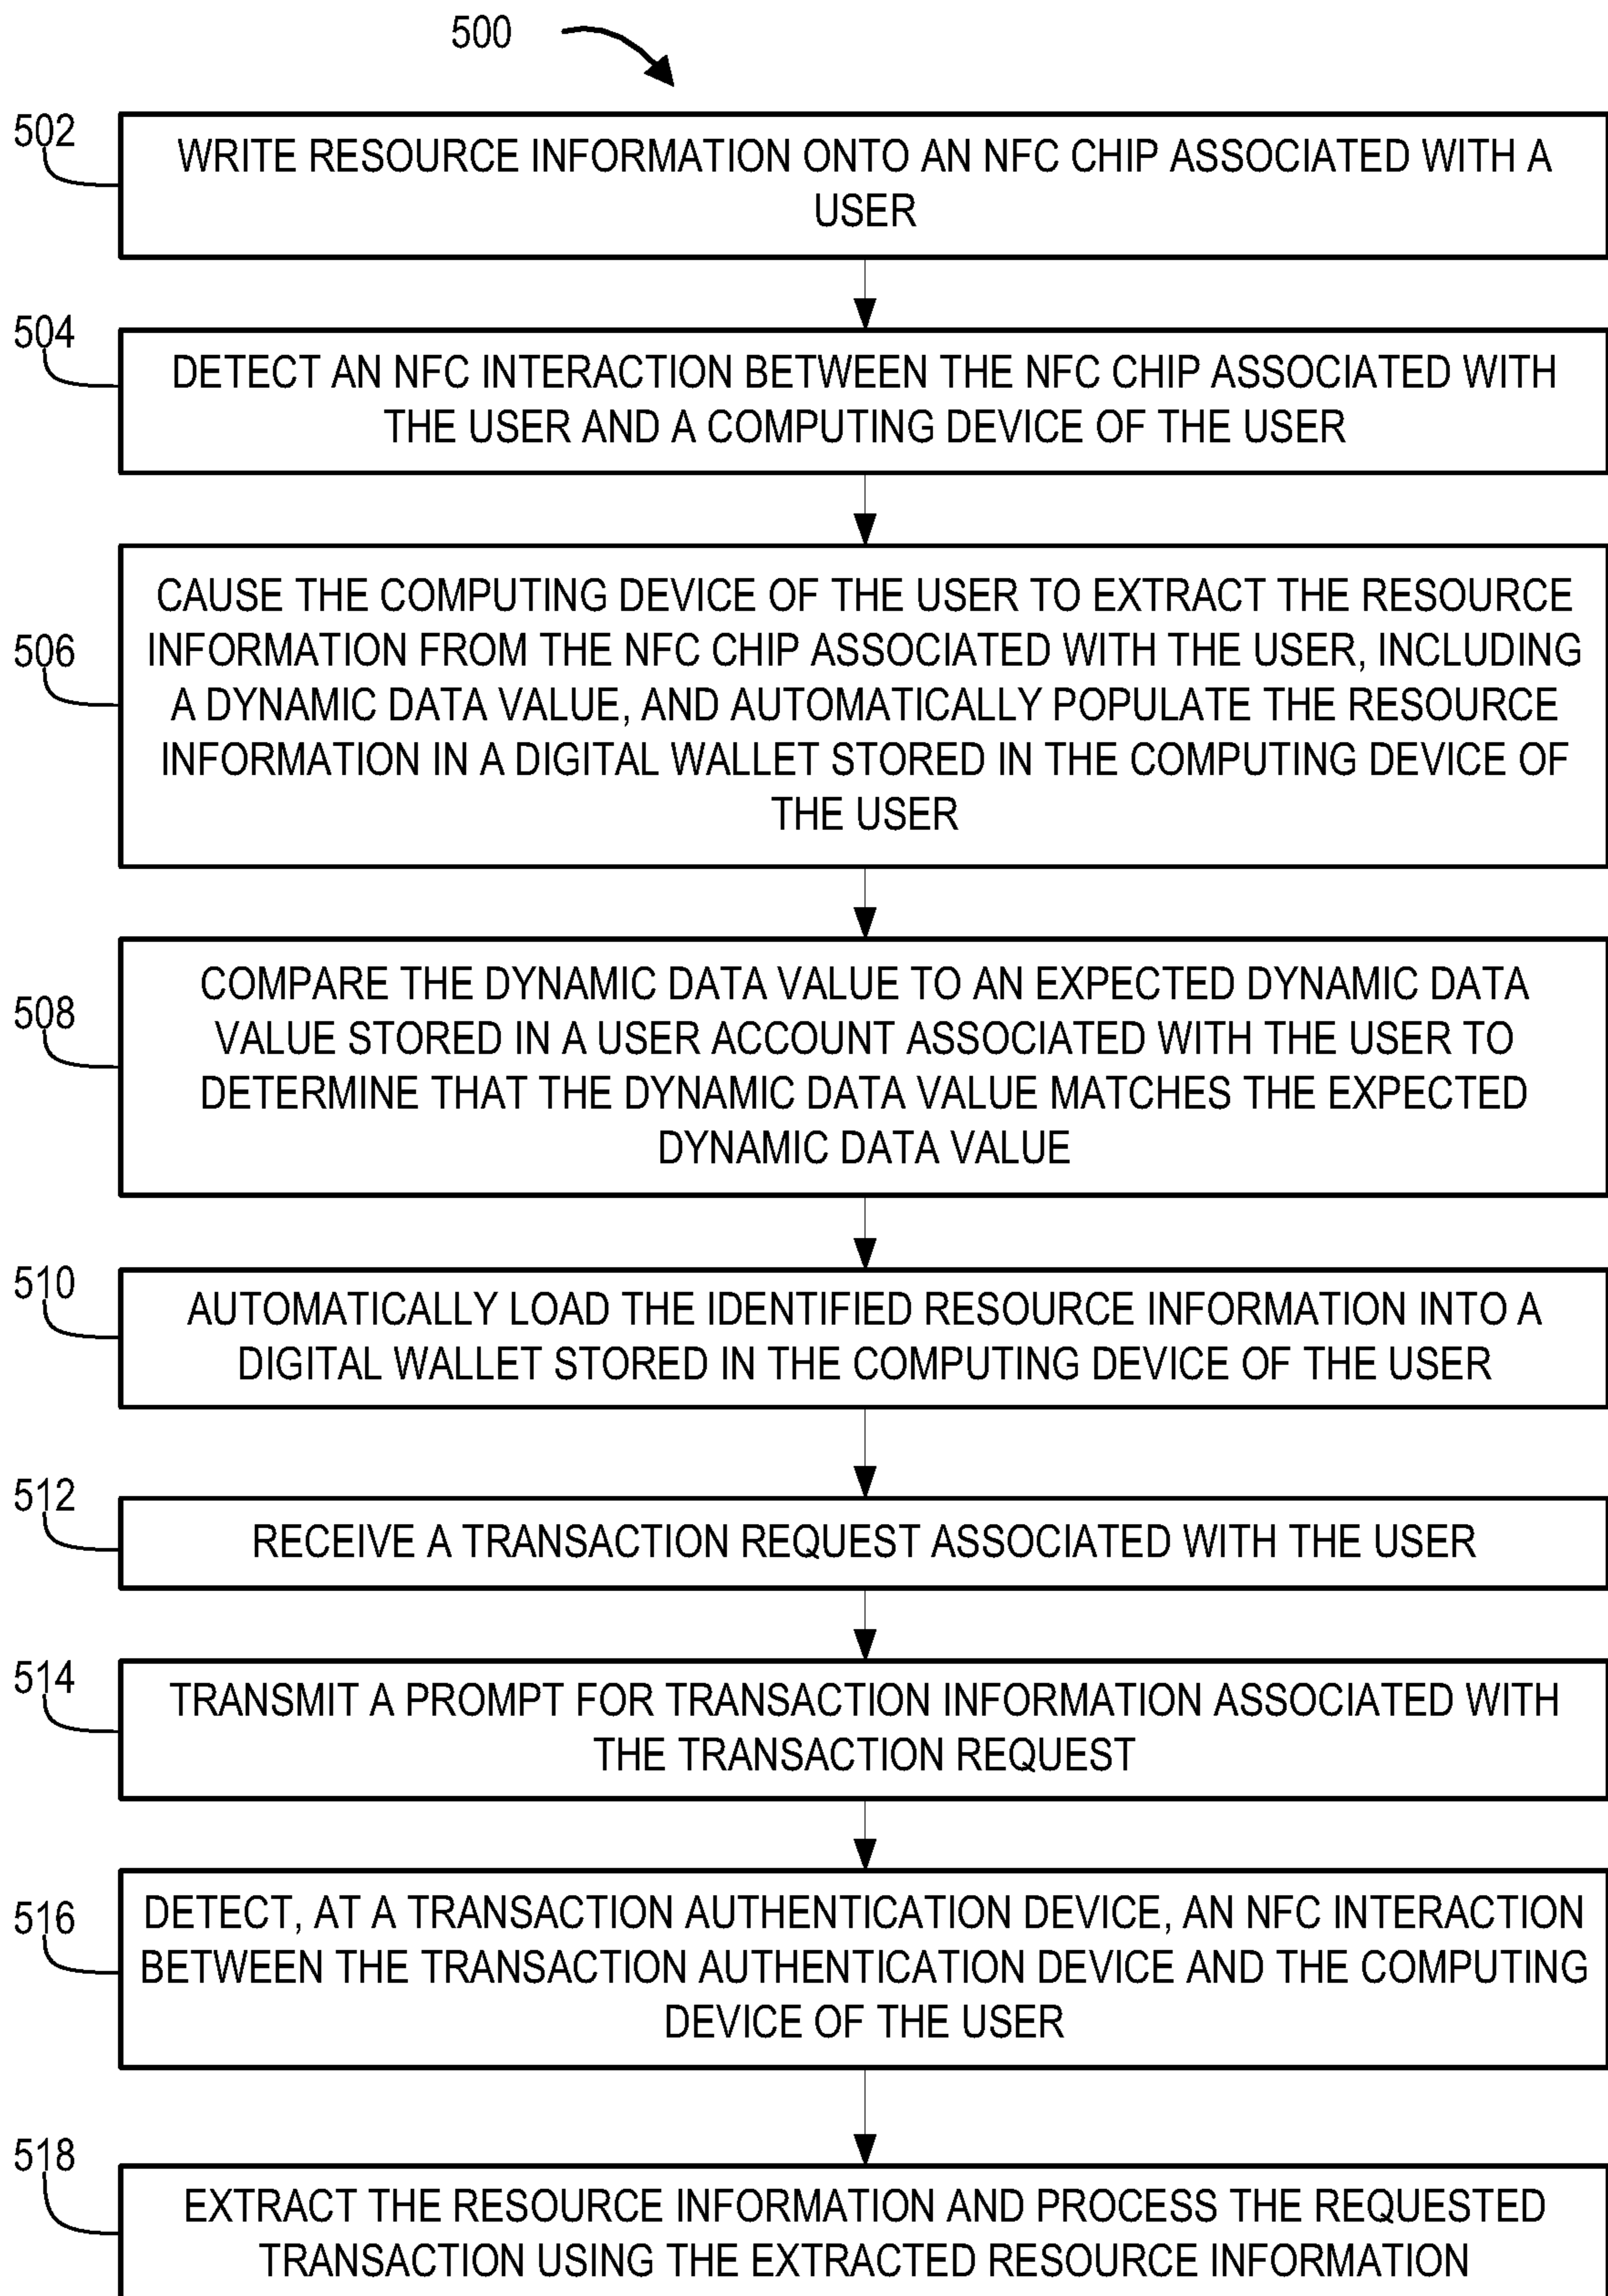 500
502
WRITE RESOURCE INFORMATION ONTO AN NFC CHIP ASSOCIATED WITH A
USER
504
DETECT AN NFC INTERACTION BETWEEN THE NFC CHIP ASSOCIATED WITH
THE USER AND A COMPUTING DEVICE OF THE USER
506
CAUSE THE COMPUTING DEVICE OF THE USER TO EXTRACT THE RESOURCE
INFORMATION FROM THE NFC CHIP ASSOCIATED WITH THE USER, INCLUDING
A DYNAMIC DATA VALUE, AND AUTOMATICALLY POPULATE THE RESOURCE
INFORMATION IN A DIGITAL WALLET STORED IN THE COMPUTING DEVICE OF
THE USER
508
COMPARE THE DYNAMIC DATA VALUE TO AN EXPECTED DYNAMIC DATA
VALUE STORED IN A USER ACCOUNT ASSOCIATED WITH THE USER TO
DETERMINE THAT THE DYNAMIC DATA VALUE MATCHES THE EXPECTED
DYNAMIC DATA VALUE
510
AUTOMATICALLY LOAD THE IDENTIFIED RESOURCE INFORMATION INTO A
DIGITAL WALLET STORED IN THE COMPUTING DEVICE OF THE USER
512
RECEIVE A TRANSACTION REQUEST ASSOCIATED WITH THE USER
514
TRANSMIT A PROMPT FOR TRANSACTION INFORMATION ASSOCIATED WITH
THE TRANSACTION REQUEST
516
DETECT, AT A TRANSACTION AUTHENTICATION DEVICE, AN NFC INTERACTION
BETWEEN THE TRANSACTION AUTHENTICATION DEVICE AND THE COMPUTING
DEVICE OF THE USER
518
EXTRACT THE RESOURCE INFORMATION AND PROCESS THE REQUESTED
TRANSACTION USING THE EXTRACTED RESOURCE INFORMATION